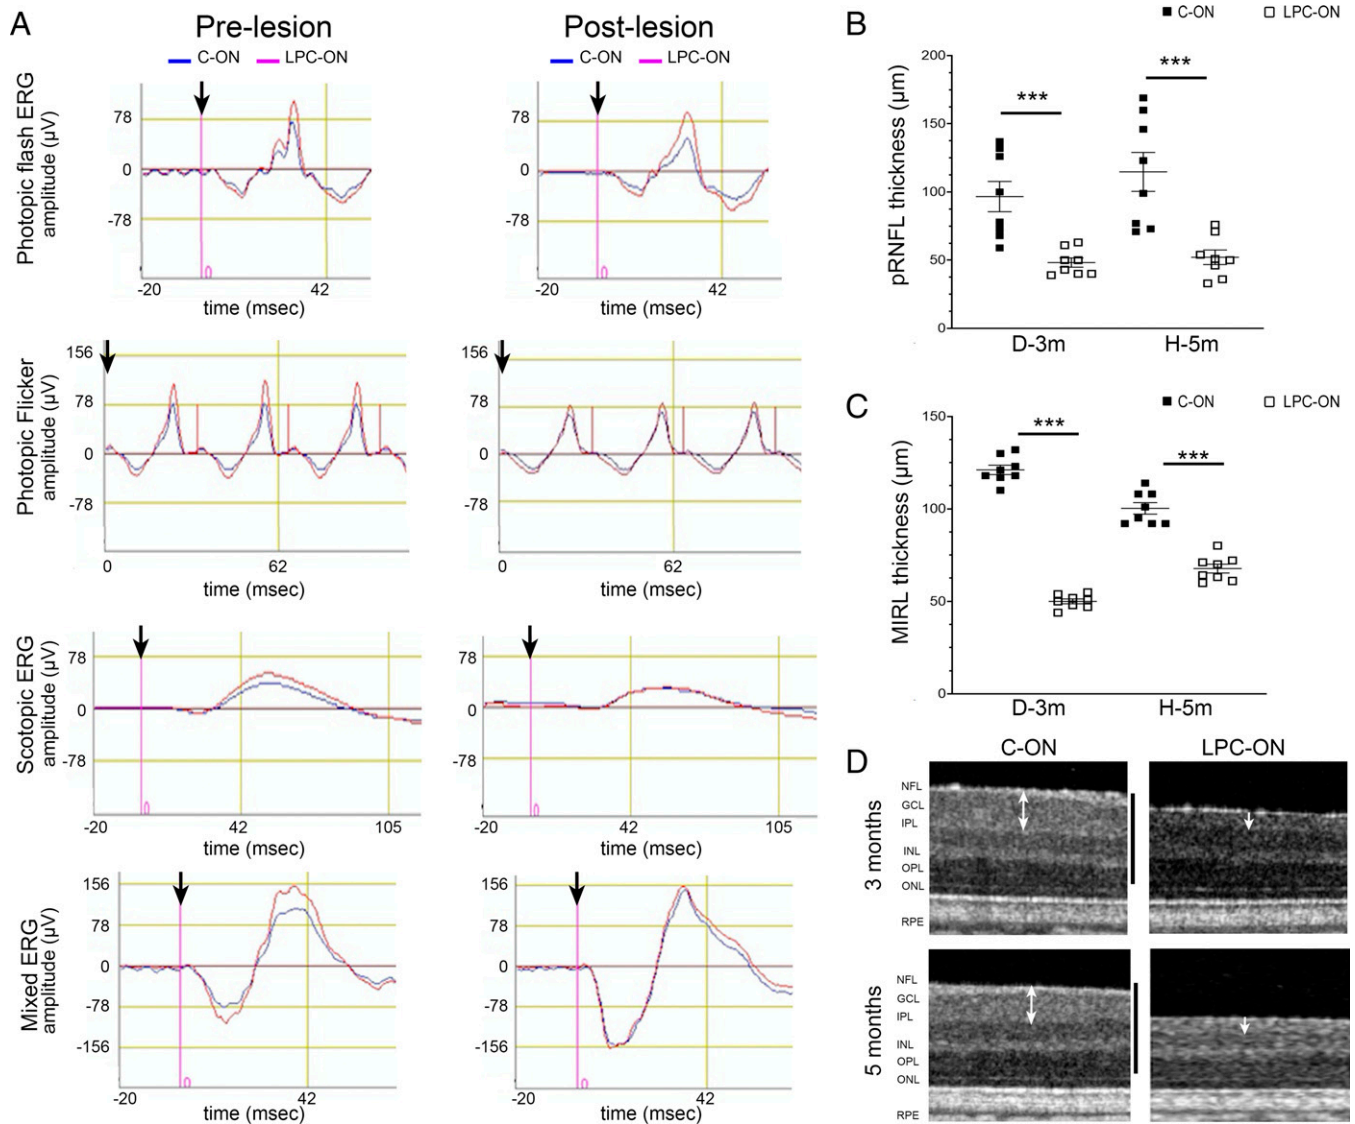 A
Pre-lesion
Post-lesion
C-ON LPC-ON
C-ON LPC-ON
Photopic flash ERG
amplitude (µV)
78
0
-78
-20 42
time (msec)
0
78
0
-78
-20 42
time (msec)
0
Photopic Flicker
amplitude (µV)
156
78
0
-78
0 62
time (msec)
156
78
0
-78
0 62
time (msec)
Scotopic ERG
amplitude (µV)
78
0
-78
-20 42 105
time (msec)
0
78
0
-78
-20 42 105
time (msec)
0
Mixed ERG
amplitude (µV)
156
78
0
-78
-156
-20 42
time (msec)
0
156
78
0
-78
-156
-20 42
time (msec)
0
B
C-ON LPC-ON
pRNFL thickness (µm)
200
150
100
50
0
***
***
D-3m H-5m
C
C-ON LPC-ON
MIRL thickness (µm)
150
100
50
0
***
***
D-3m H-5m
D
C-ON LPC-ON
3 months
NFL
GCL
IPL
INL
OPL
ONL
RPE
5 months
NFL
GCL
IPL
INL
OPL
ONL
RPE